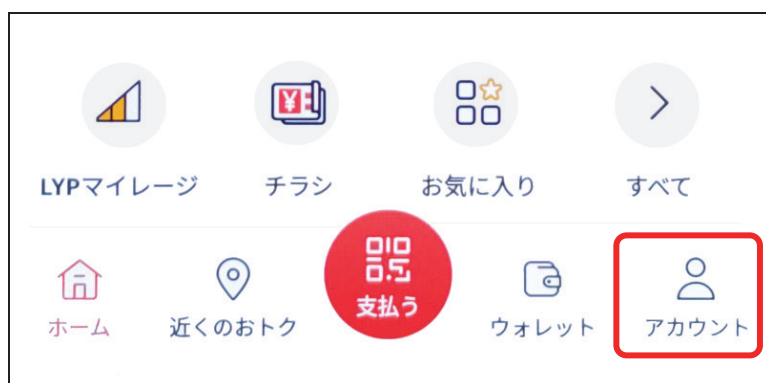 LYPマイレージ
チラシ
お気に入り
すべて
ホーム
近くのおトク
支払う
ウォレット
アカウント